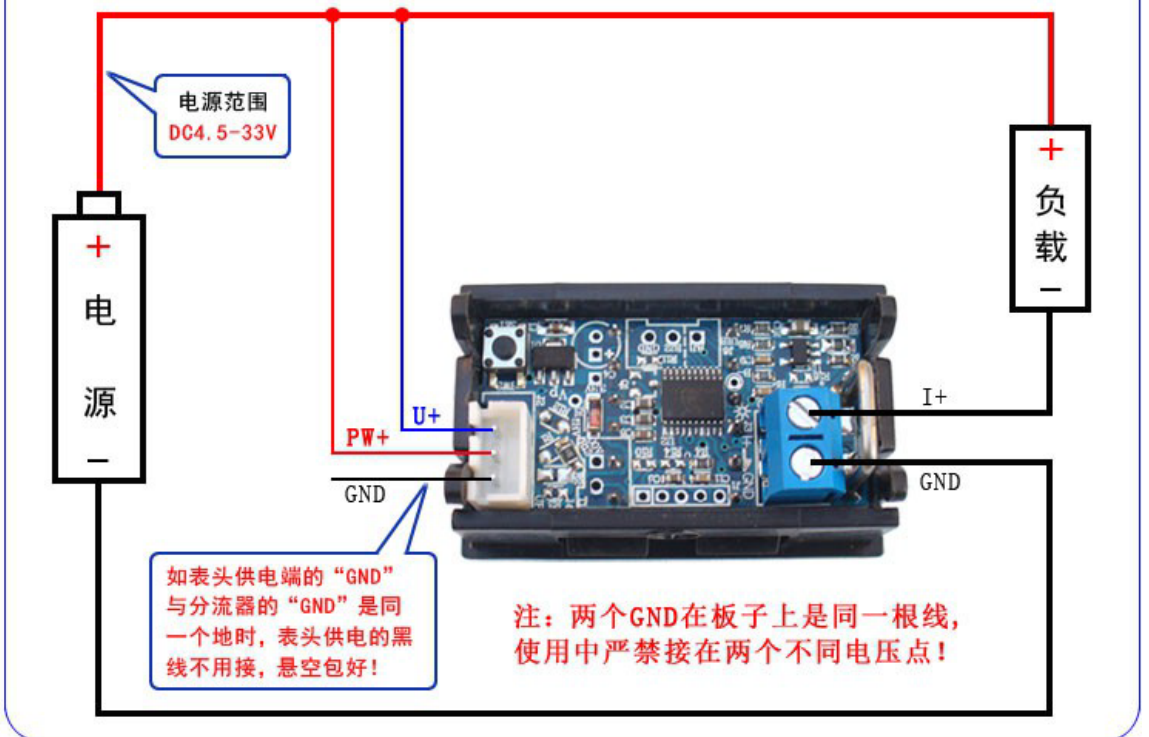 电源范围
DC4.5-33V
+
电
源
—
+
负
载
—
U+
PW+
GND
I+
GND
如表头供电端的“GND”
与分流器的“GND”是同
一个地时，表头供电的黑
线不用接，悬空包好！
注：两个GND在板子上是同一根线，
使用中严禁接在两个不同电压点！